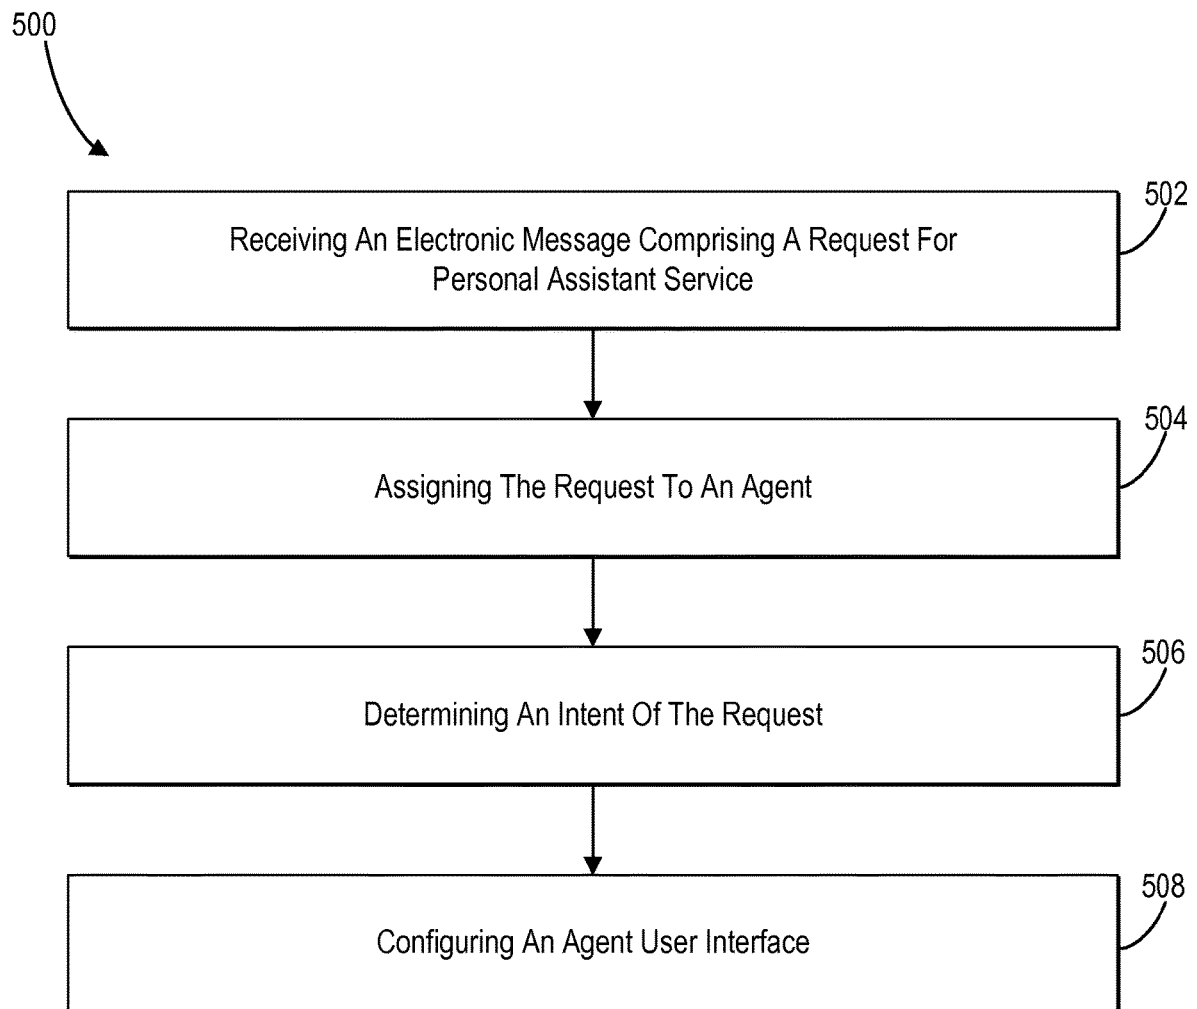 500
502
Receiving An Electronic Message Comprising A Request For
Personal Assistant Service
504
Assigning The Request To An Agent
506
Determining An Intent Of The Request
508
Configuring An Agent User Interface